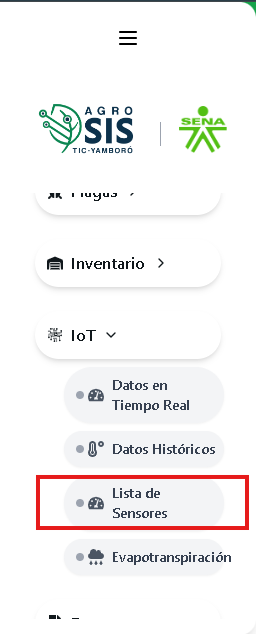 AGRO
SIS
TIC-YAMBORÓ
SENA
Plagas
Inventario
IoT
Datos en
Tiempo Real
Datos Históricos
Lista de
Sensores
Evapotranspiración